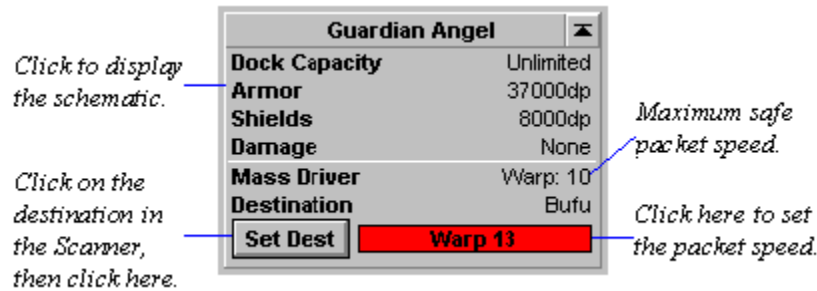 Guardian Angel
Click to display
the schematic.
Dock Capacity Unlimited
Armor 37000dp
Shields 8000dp
Damage None
Maximum safe
packet speed.
Mass Driver Warp: 10
Destination Bufu
Set Dest Warp 13
Click on the
destination in
the Scanner,
then click here.
Click here to set
the packet speed.